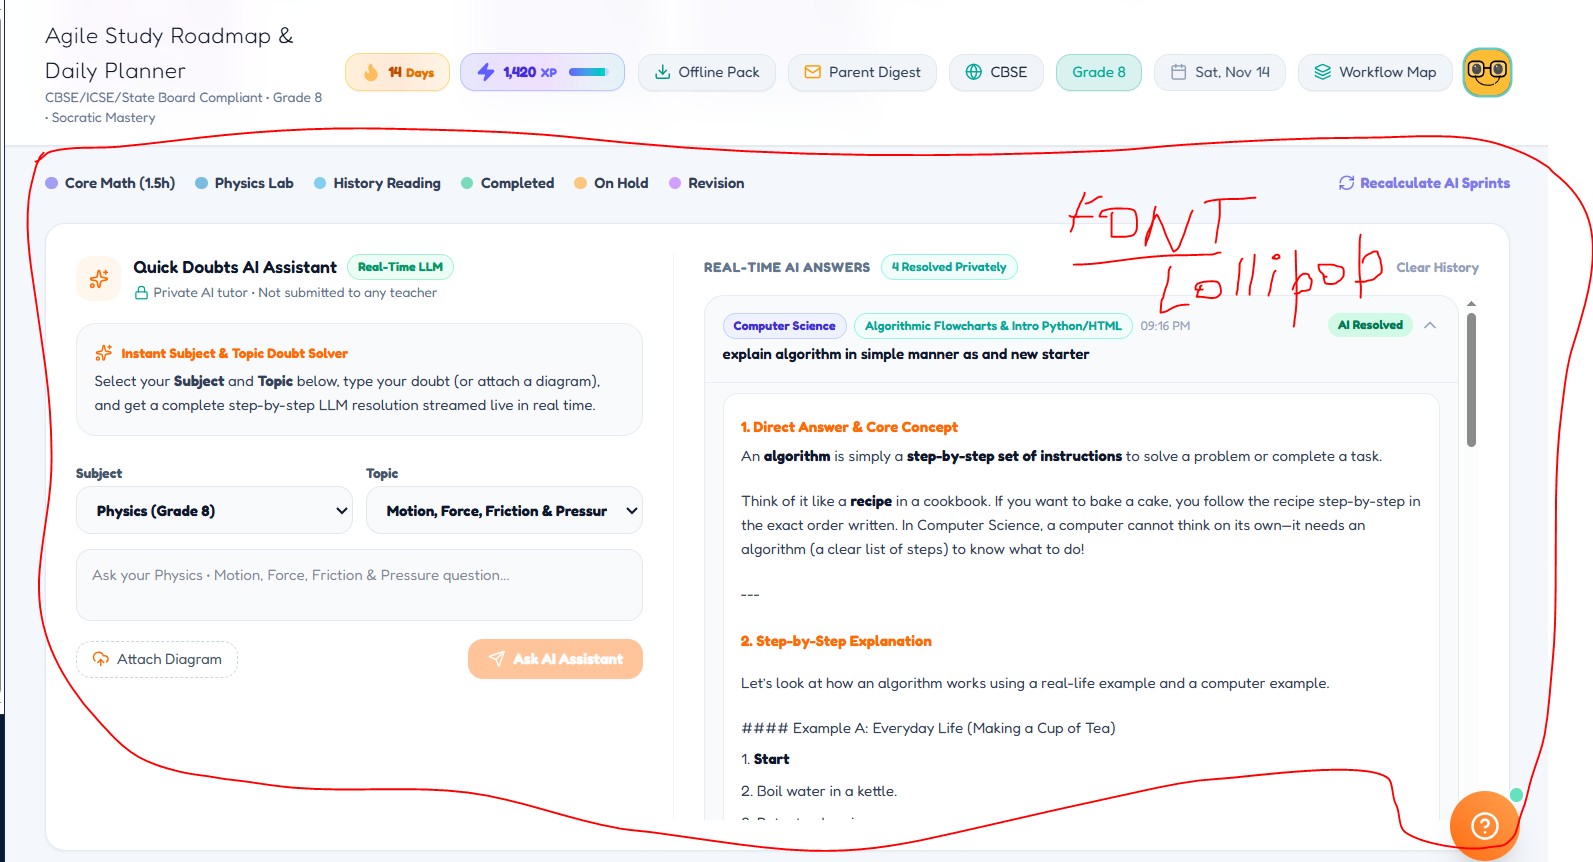 Agile Study Roadmap &
Daily Planner
CBSE/ICSE/State Board Compliant • Grade 8
• Socratic Mastery
14 Days
1,420 XP
Offline Pack
Parent Digest
CBSE
Grade 8
Sat, Nov 14
Workflow Map
Core Math (1.5h)
Physics Lab
History Reading
Completed
On Hold
Revision
Recalculate AI Sprints
FONT
Lollipop
Quick Doubts AI Assistant
Real-Time LLM
Private AI tutor • Not submitted to any teacher
Instant Subject & Topic Doubt Solver
Select your Subject and Topic below, type your doubt (or attach a diagram),
and get a complete step-by-step LLM resolution streamed live in real time.
Subject
Topic
Physics (Grade 8)
Motion, Force, Friction & Pressur
Ask your Physics • Motion, Force, Friction & Pressure question...
Attach Diagram
Ask AI Assistant
REAL-TIME AI ANSWERS
4 Resolved Privately
Clear History
Computer Science
Algorithmic Flowcharts & Intro Python/HTML
09:16 PM
AI Resolved
explain algorithm in simple manner as and new starter
1. Direct Answer & Core Concept
An algorithm is simply a step-by-step set of instructions to solve a problem or complete a task.
Think of it like a recipe in a cookbook. If you want to bake a cake, you follow the recipe step-by-step in
the exact order written. In Computer Science, a computer cannot think on its own—it needs an
algorithm (a clear list of steps) to know what to do!
---
2. Step-by-Step Explanation
Let's look at how an algorithm works using a real-life example and a computer example.
#### Example A: Everyday Life (Making a Cup of Tea)
1. Start
2. Boil water in a kettle.